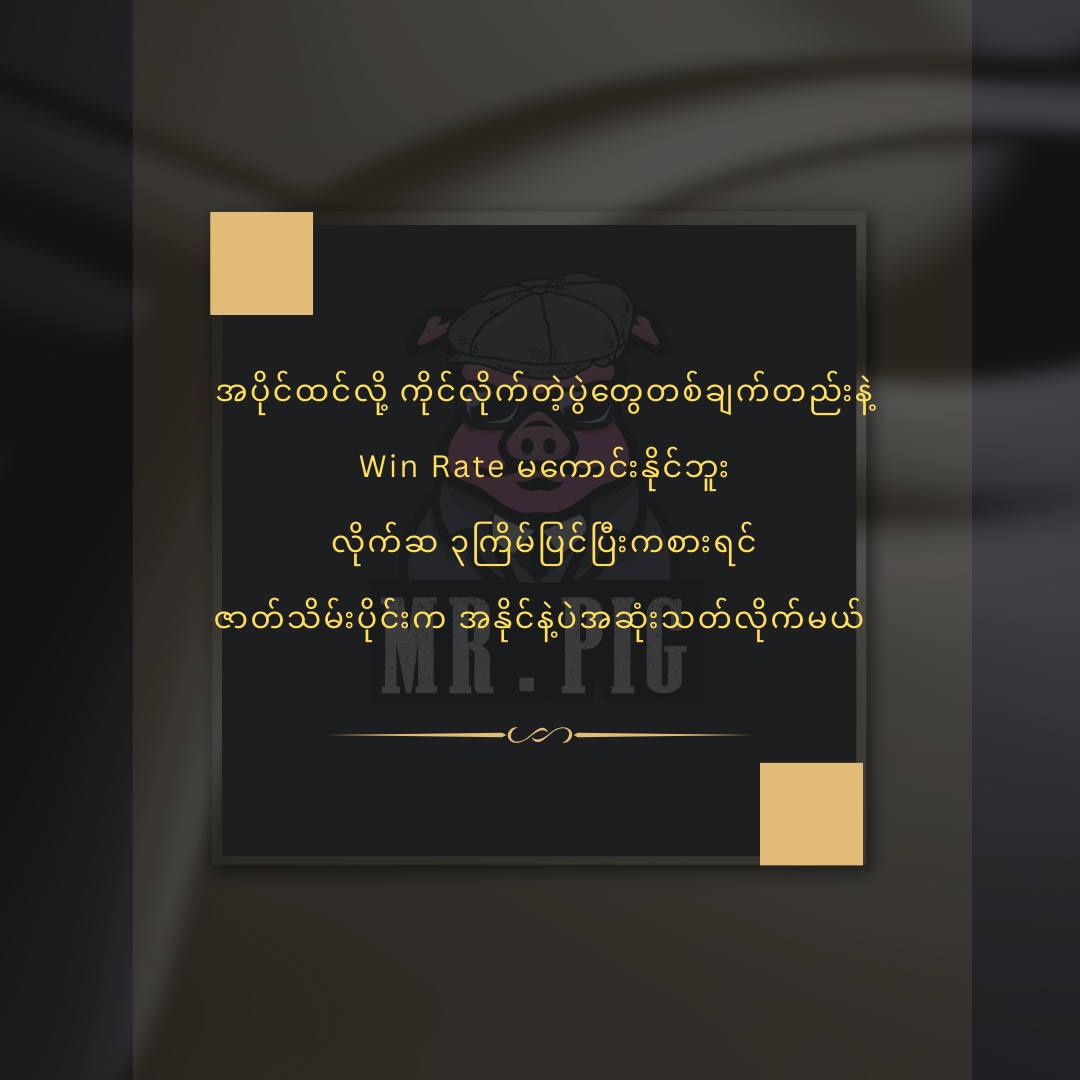 အပိုင်ထင်လို့ ကိုင်လိုက်တဲ့ပွဲတွေတစ်ချက်တည်းနဲ့
Win Rate မကောင်းနိုင်ဘူး
လိုက်ဆ ၃ကြိမ်ပြင်ပြီးကစားရင်
ဇာတ်သိမ်းပိုင်းက အနိုင်နဲ့ပဲအဆုံးသတ်လိုက်မယ်
MR. PIG